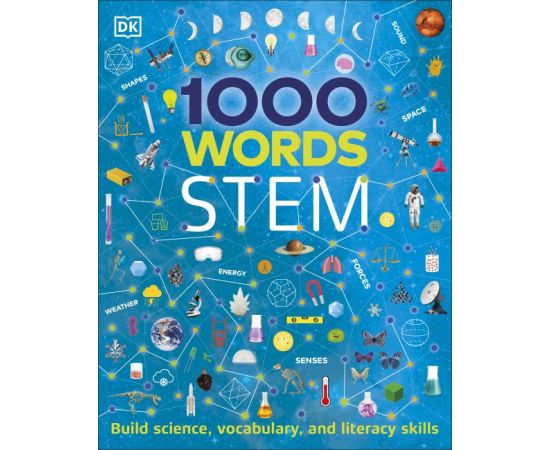 DK
SOUND
SHAPES
1000
WORDS
SPACE
STEM
ENERGY
FORCES
WEATHER
SENSES
Build science, vocabulary, and literacy skills